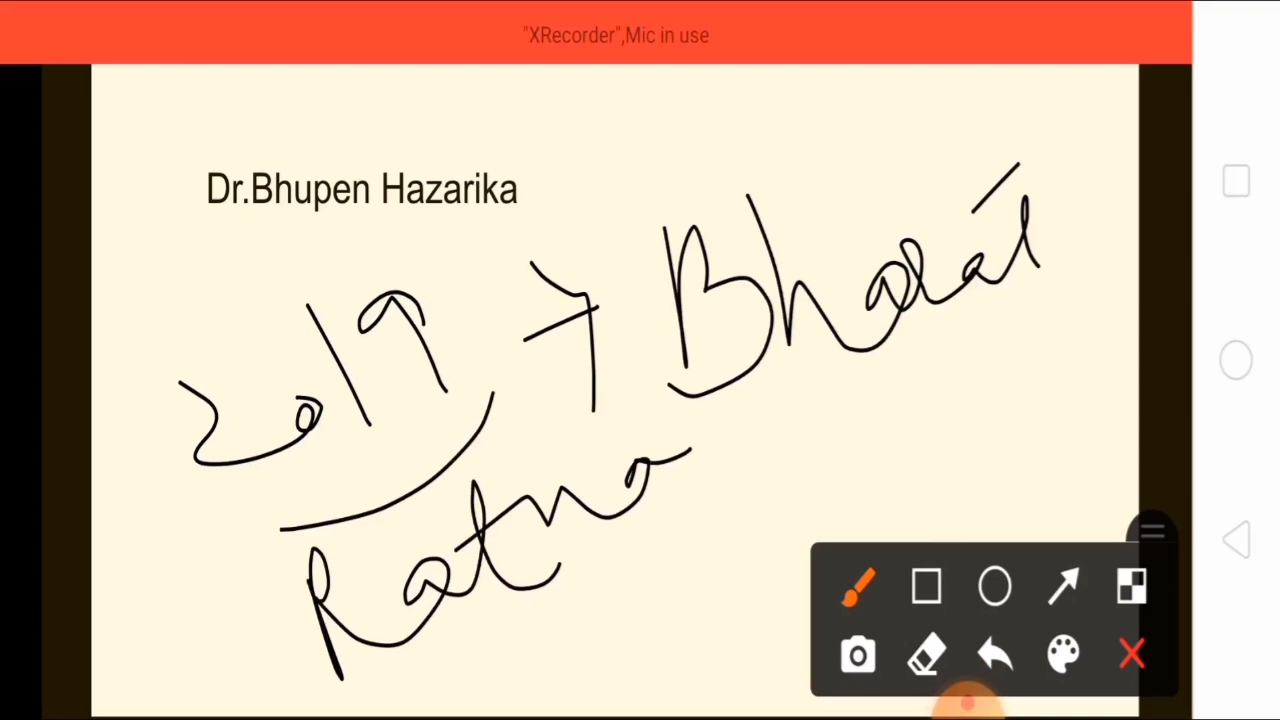 "XRecorder",Mic in use
Dr.Bhupen Hazarika
2019 → Bharat
Ratna